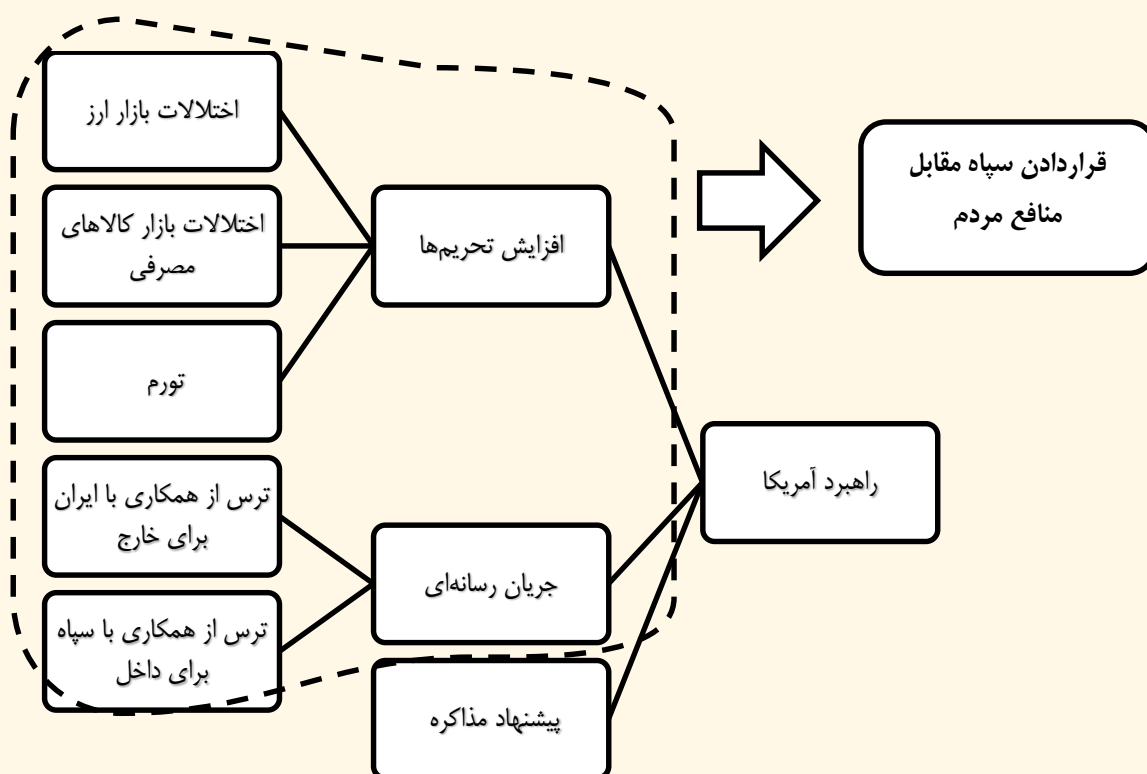 قراردادن سپاه مقابل
منافع مردم
راهبرد آمریکا
افزایش تحریم‌ها
اختلالات بازار ارز
اختلالات بازار کالاهای
مصرفی
تورم
جریان رسانه‌ای
ترس از همکاری با ایران
برای خارج
ترس از همکاری با سپاه
برای داخل
پیشنهاد مذاکره